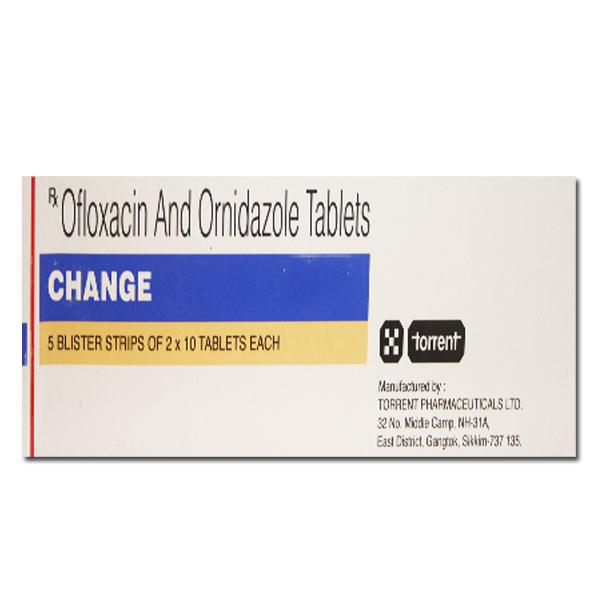 Rx Ofloxacin And Ornidazole Tablets
CHANGE
5 BLISTER STRIPS OF 2 x 10 TABLETS EACH
torrent
Manufactured by :
TORRENT PHARMACEUTICALS LTD.
32 No. Middle Camp, NH-31A,
East District, Gangtok, Sikkim-737 135.